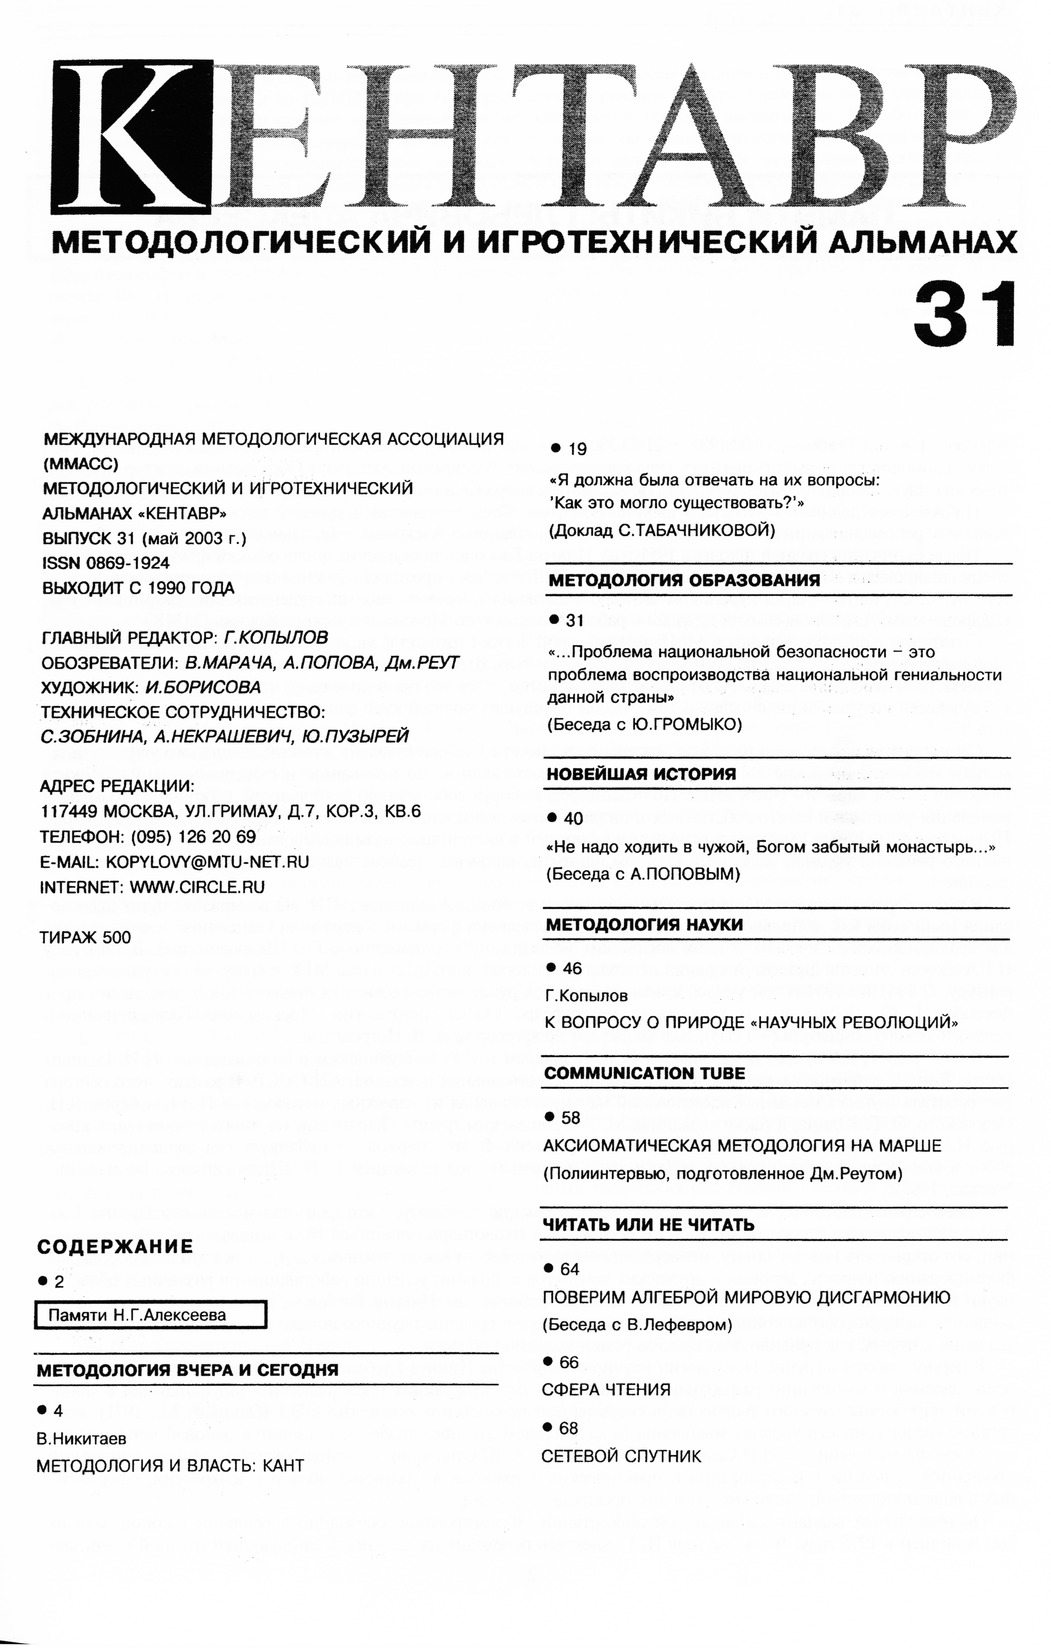 КЕНТАВР
МЕТОДОЛОГИЧЕСКИЙ И ИГРОТЕХНИЧЕСКИЙ АЛЬМАНАХ
31
МЕЖДУНАРОДНАЯ МЕТОДОЛОГИЧЕСКАЯ АССОЦИАЦИЯ
(ММАСС)
МЕТОДОЛОГИЧЕСКИЙ И ИГРОТЕХНИЧЕСКИЙ
АЛЬМАНАХ «КЕНТАВР»
ВЫПУСК 31 (май 2003 г.)
ISSN 0869-1924
ВЫХОДИТ С 1990 ГОДА
ГЛАВНЫЙ РЕДАКТОР: Г.КОПЫЛОВ
ОБОЗРЕВАТЕЛИ: В.МАРАЧА, А.ПОПОВА, Дм.РЕУТ
ХУДОЖНИК: И.БОРИСОВА
ТЕХНИЧЕСКОЕ СОТРУДНИЧЕСТВО:
С.ЗОБНИНА, А.НЕКРАШЕВИЧ, Ю.ПУЗЫРЕЙ
АДРЕС РЕДАКЦИИ:
117449 МОСКВА, УЛ.ГРИМАУ, Д.7, КОР.3, КВ.6
ТЕЛЕФОН: (095) 126 20 69
E-MAIL: KOPYLOVY@MTU-NET.RU
INTERNET: WWW.CIRCLE.RU
ТИРАЖ 500
СОДЕРЖАНИЕ
● 2
Памяти Н.Г.Алексеева
МЕТОДОЛОГИЯ ВЧЕРА И СЕГОДНЯ
● 4
В.Никитаев
МЕТОДОЛОГИЯ И ВЛАСТЬ: КАНТ
● 19
«Я должна была отвечать на их вопросы:
'Как это могло существовать?'»
(Доклад С.ТАБАЧНИКОВОЙ)
МЕТОДОЛОГИЯ ОБРАЗОВАНИЯ
● 31
«...Проблема национальной безопасности – это
проблема воспроизводства национальной гениальности
данной страны»
(Беседа с Ю.ГРОМЫКО)
НОВЕЙШАЯ ИСТОРИЯ
● 40
«Не надо ходить в чужой, Богом забытый монастырь...»
(Беседа с А.ПОПОВЫМ)
МЕТОДОЛОГИЯ НАУКИ
● 46
Г.Копылов
К ВОПРОСУ О ПРИРОДЕ «НАУЧНЫХ РЕВОЛЮЦИЙ»
COMMUNICATION TUBE
● 58
АКСИОМАТИЧЕСКАЯ МЕТОДОЛОГИЯ НА МАРШЕ
(Полиинтервью, подготовленное Дм.Реутом)
ЧИТАТЬ ИЛИ НЕ ЧИТАТЬ
● 64
ПОВЕРИМ АЛГЕБРОЙ МИРОВУЮ ДИСГАРМОНИЮ
(Беседа с В.Лефевром)
● 66
СФЕРА ЧТЕНИЯ
● 68
СЕТЕВОЙ СПУТНИК